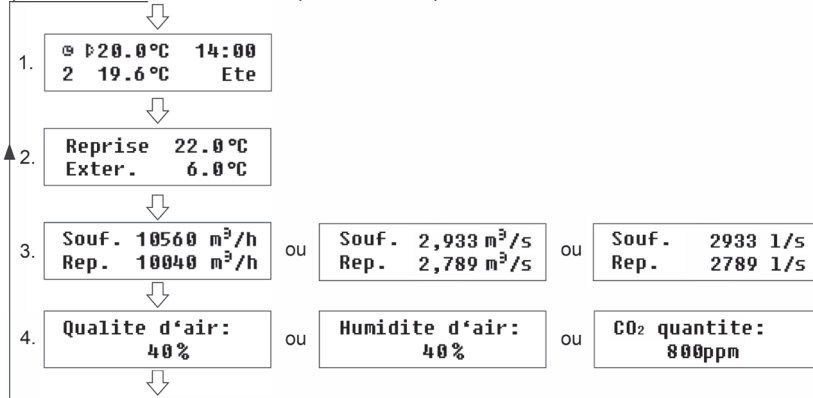 1.
⊕ ▷20.0°C 14:00
2 19.6°C Ete
2.
Reprise 22.0°C
Exter. 6.0°C
3.
Souf. 10560 m³/h
Rep. 10040 m³/h
ou
Souf. 2,933 m³/s
Rep. 2,789 m³/s
ou
Souf. 2933 l/s
Rep. 2789 l/s
4.
Qualite d‘air:
40%
ou
Humidite d‘air:
40%
ou
CO₂ quantite:
800ppm